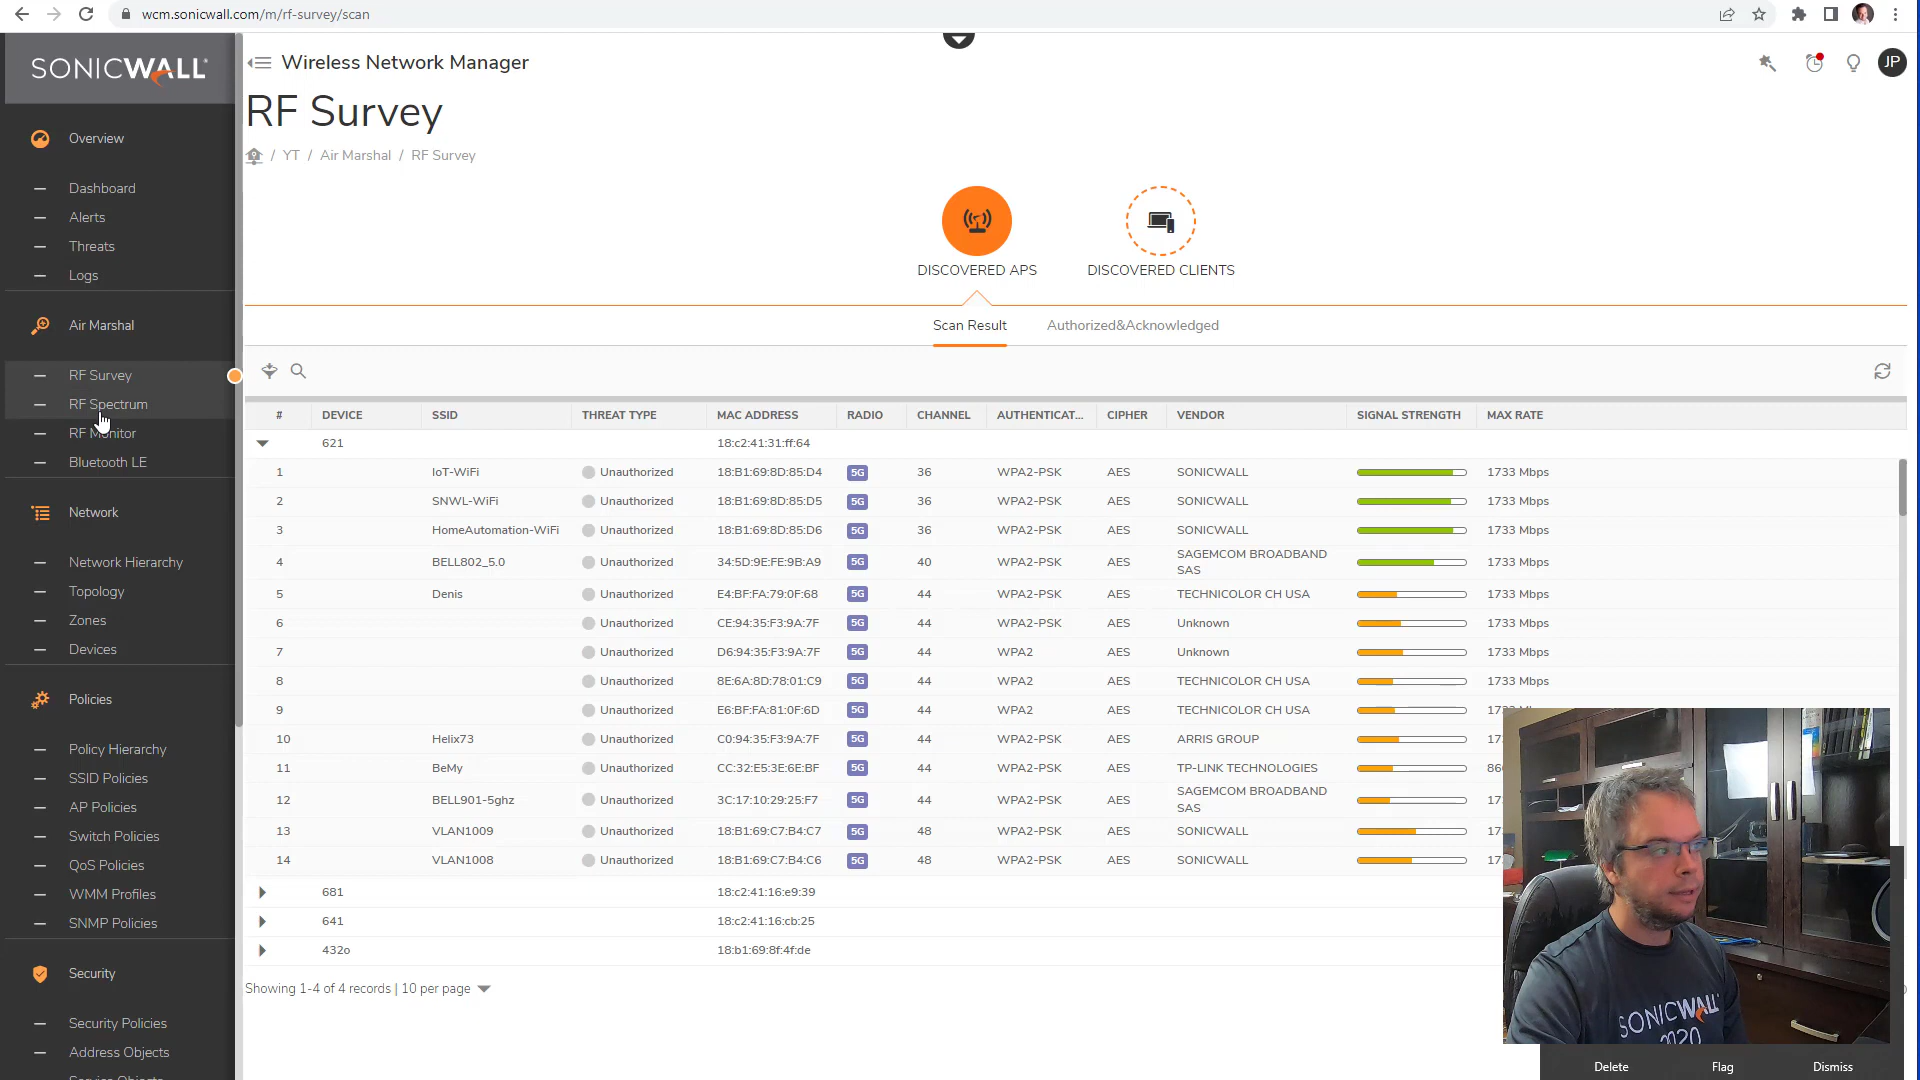 wcm.sonicwall.com/m/rf-survey/scan
SONICWALL
Wireless Network Manager
JP
RF Survey
/ YT / Air Marshal / RF Survey
Overview
Dashboard
Alerts
Threats
Logs
Air Marshal
RF Survey
RF Spectrum
RF Monitor
Bluetooth LE
Network
Network Hierarchy
Topology
Zones
Devices
Policies
Policy Hierarchy
SSID Policies
AP Policies
Switch Policies
QoS Policies
WMM Profiles
SNMP Policies
Security
Security Policies
Address Objects
Service Objects
DISCOVERED APS DISCOVERED CLIENTS
Scan Result Authorized&Acknowledged
# DEVICE SSID THREAT TYPE MAC ADDRESS RADIO CHANNEL AUTHENTICAT... CIPHER VENDOR SIGNAL STRENGTH MAX RATE
621 18:c2:41:31:ff:64
1 IoT-WiFi Unauthorized 18:B1:69:8D:85:D4 5G 36 WPA2-PSK AES SONICWALL 1733 Mbps
2 SNWL-WiFi Unauthorized 18:B1:69:8D:85:D5 5G 36 WPA2-PSK AES SONICWALL 1733 Mbps
3 HomeAutomation-WiFi Unauthorized 18:B1:69:8D:85:D6 5G 36 WPA2-PSK AES SONICWALL 1733 Mbps
4 BELL802_5.0 Unauthorized 34:5D:9E:FE:9B:A9 5G 40 WPA2-PSK AES SAGEMCOM BROADBAND SAS 1733 Mbps
5 Denis Unauthorized E4:BF:FA:79:0F:68 5G 44 WPA2-PSK AES TECHNICOLOR CH USA 1733 Mbps
6 Unauthorized CE:94:35:F3:9A:7F 5G 44 WPA2-PSK AES Unknown 1733 Mbps
7 Unauthorized D6:94:35:F3:9A:7F 5G 44 WPA2 AES Unknown 1733 Mbps
8 Unauthorized 8E:6A:8D:78:01:C9 5G 44 WPA2 AES TECHNICOLOR CH USA 1733 Mbps
9 Unauthorized E6:BF:FA:81:0F:6D 5G 44 WPA2 AES TECHNICOLOR CH USA
10 Helix73 Unauthorized C0:94:35:F3:9A:7F 5G 44 WPA2-PSK AES ARRIS GROUP
11 BeMy Unauthorized CC:32:E5:3E:6E:BF 5G 44 WPA2-PSK AES TP-LINK TECHNOLOGIES
12 BELL901-5ghz Unauthorized 3C:17:10:29:25:F7 5G 44 WPA2-PSK AES SAGEMCOM BROADBAND SAS
13 VLAN1009 Unauthorized 18:B1:69:C7:B4:C7 5G 48 WPA2-PSK AES SONICWALL
14 VLAN1008 Unauthorized 18:B1:69:C7:B4:C6 5G 48 WPA2-PSK AES SONICWALL
681 18:c2:41:16:e9:39
641 18:c2:41:16:cb:25
432o 18:b1:69:8f:4f:de
Showing 1-4 of 4 records | 10 per page
SONICWALL
2020
Delete Flag Dismiss